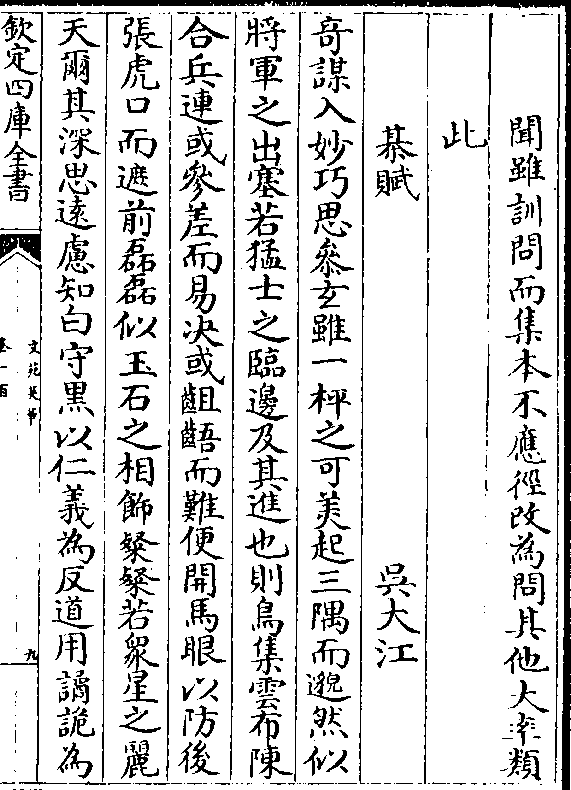 聞雖訓問而集本不應徑改為問其他大率類
此
棊賦　吳大江
竒謀入妙巧思叅玄雖一枰之可美起三隅而邈然似
將軍之出塞若猛士之臨邊及其進也則鳥集雲布陳
合兵連或參差而易决或齟齬而難便開馬眼以防後
張虎口而遮前磊磊似玉石之相飾粲粲若衆星之麗
天爾其深思遠慮知白守黒以仁義為反道用譎詭為
欽定四庫全書
文苑英華
卷一百
九